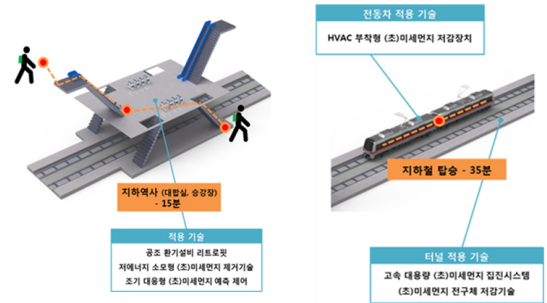 지하역사 (대합실, 승강장)
- 15분
적용 기술
공조 환기설비 리트로핏
저에너지 소모형 (초)미세먼지 제거기술
조기 대응형 (초)미세먼지 예측 제어
전동차 적용 기술
HVAC 부착형 (초)미세먼지 저감장치
지하철 탑승 - 35분
터널 적용 기술
고속 대용량 (초)미세먼지 집진시스템
(초)미세먼지 전구체 저감기술